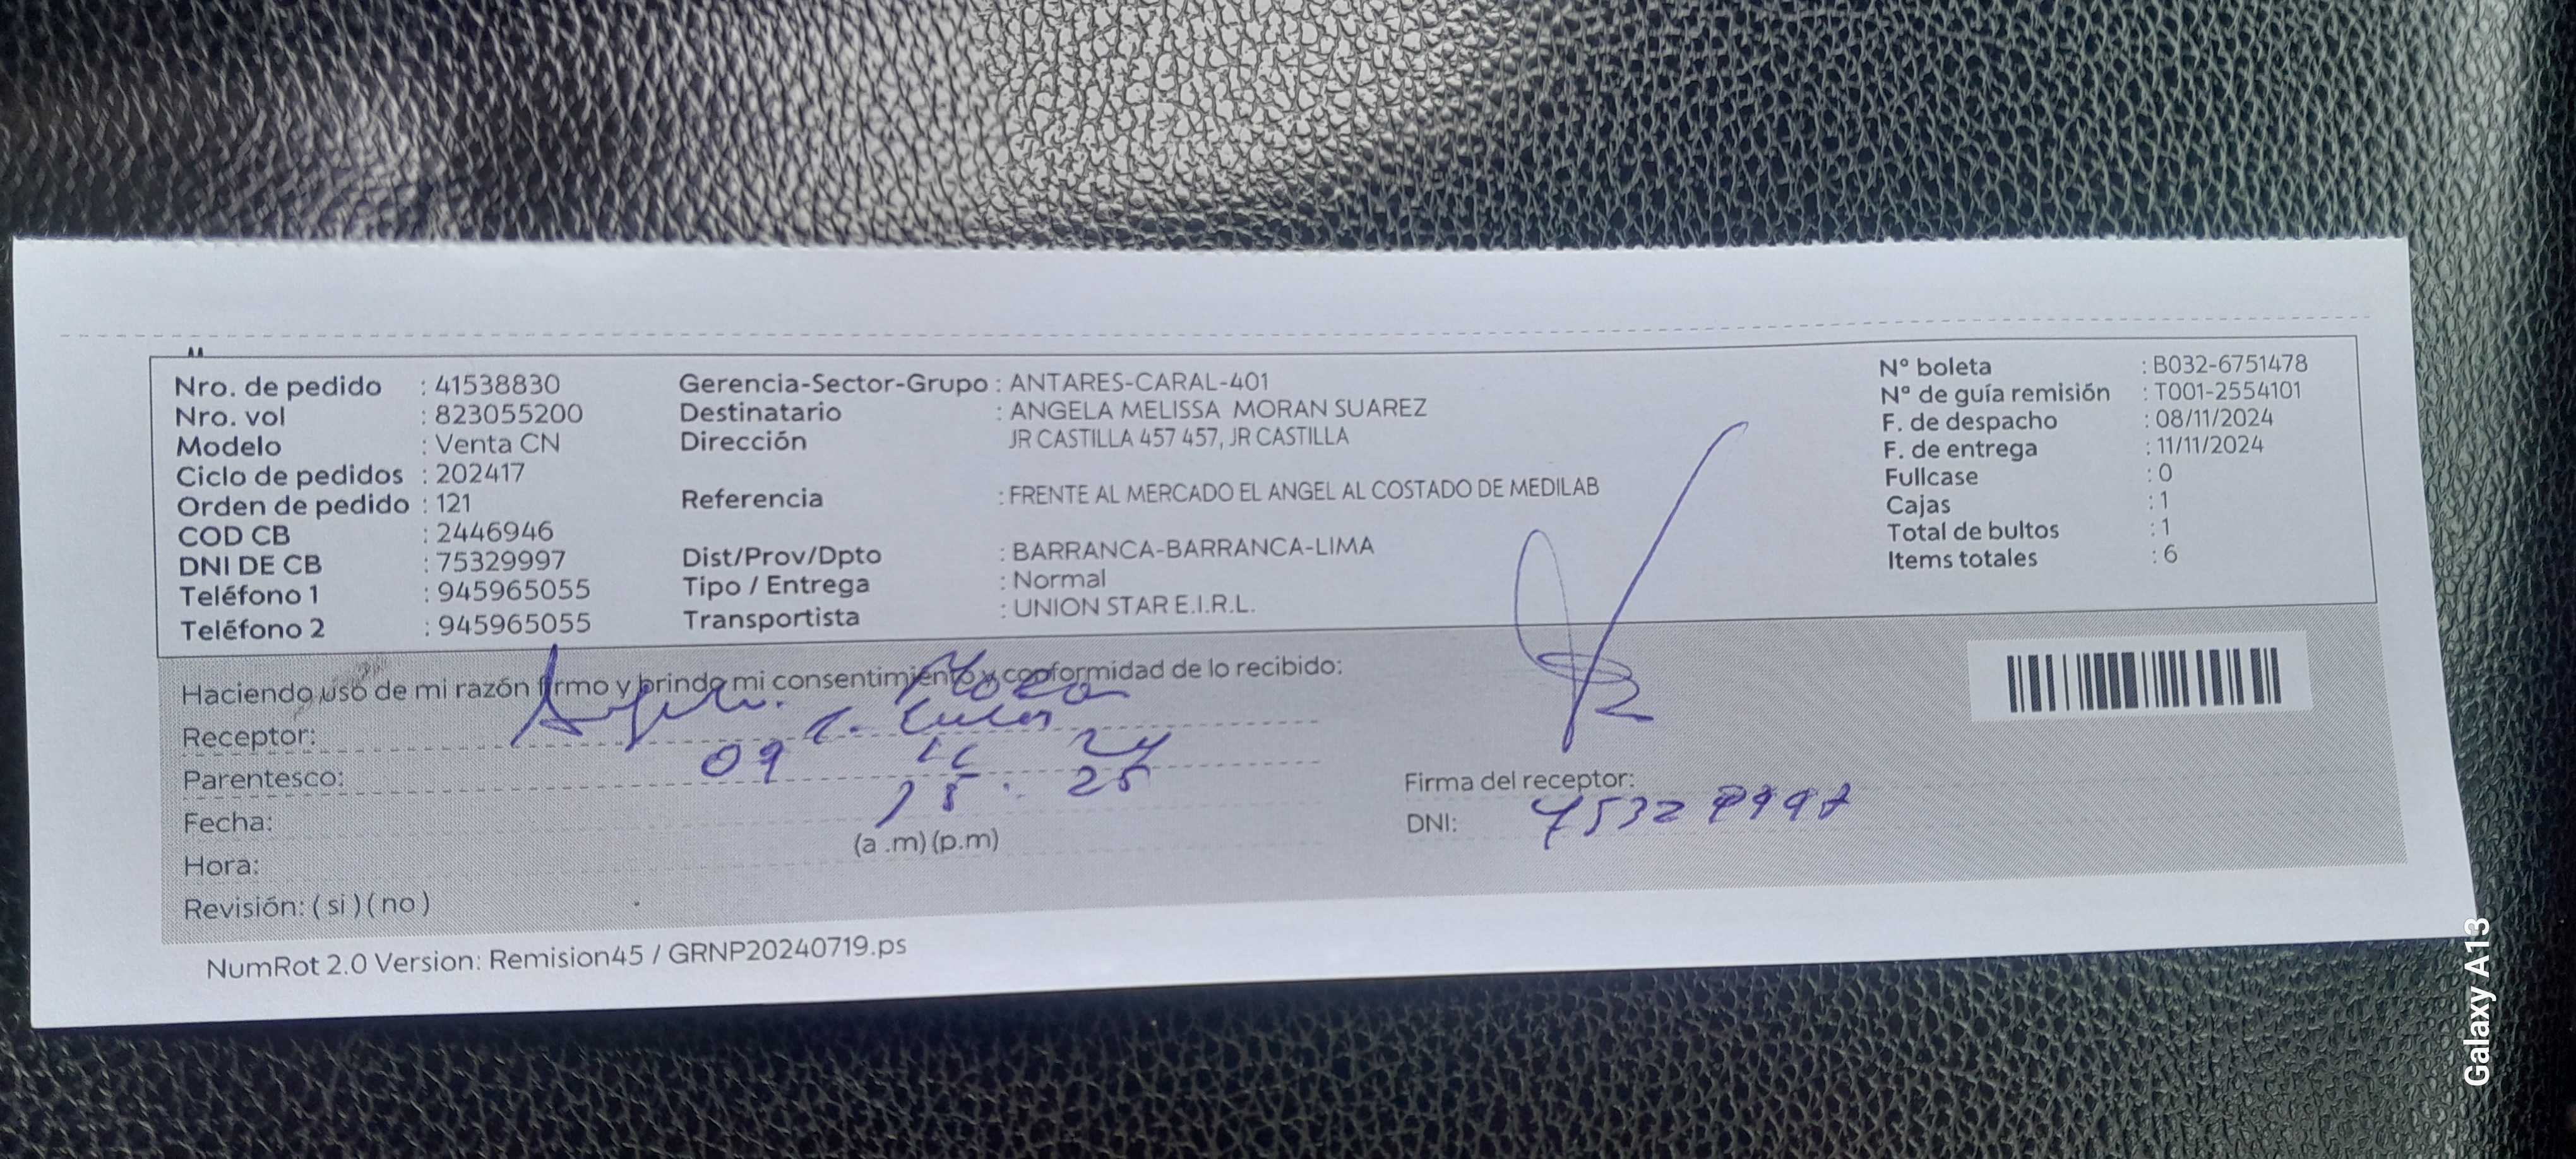 Nro. de pedido : 41538830
Nro. vol : 823055200
Modelo : Venta CN
Ciclo de pedidos : 202417
Orden de pedido : 121
COD CB : 2446946
DNI DE CB : 75329997
Teléfono 1 : 945965055
Teléfono 2 : 945965055
Gerencia-Sector-Grupo : ANTARES-CARAL-401
Destinatario : ANGELA MELISSA MORAN SUAREZ
Dirección JR CASTILLA 457 457, JR CASTILLA
Referencia : FRENTE AL MERCADO EL ANGEL AL COSTADO DE MEDILAB
Dist/Prov/Dpto : BARRANCA-BARRANCA-LIMA
Tipo / Entrega : Normal
Transportista : UNION STAR E.I.R.L.
N° boleta : B032-6751478
N° de guía remisión : T001-2554101
F. de despacho : 08/11/2024
F. de entrega : 11/11/2024
Fullcase : 0
Cajas : 1
Total de bultos : 1
Items totales : 6
Haciendo uso de mi razón firmo y brindo mi consentimiento y conformidad de lo recibido:
Receptor:
Parentesco:
Fecha: 09 11 24
Hora: 15:25 (a .m) (p.m)
Revisión: ( si ) ( no )
Firma del receptor:
DNI:
NumRot 2.0 Version: Remision45 / GRNP20240719.ps
Galaxy A13